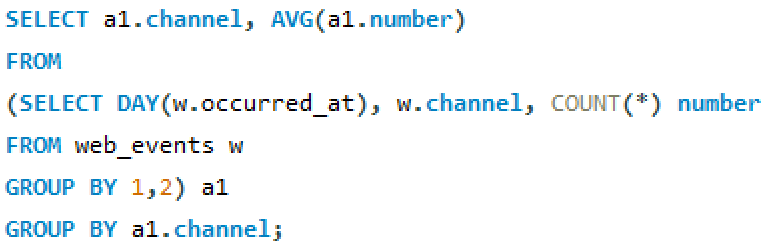 SELECT a1.channel, AVG(a1.number)
FROM
(SELECT DAY(w.occurred_at), w.channel, COUNT(*) number
FROM web_events w
GROUP BY 1,2) a1
GROUP BY a1.channel;